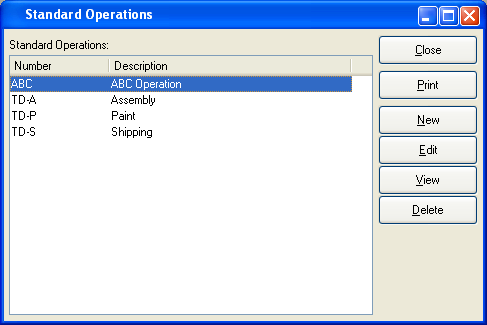 Standard Operations
Standard Operations:
Number Description
ABC ABC Operation
TD-A Assembly
TD-P Paint
TD-S Shipping
Close
Print
New
Edit
View
Delete